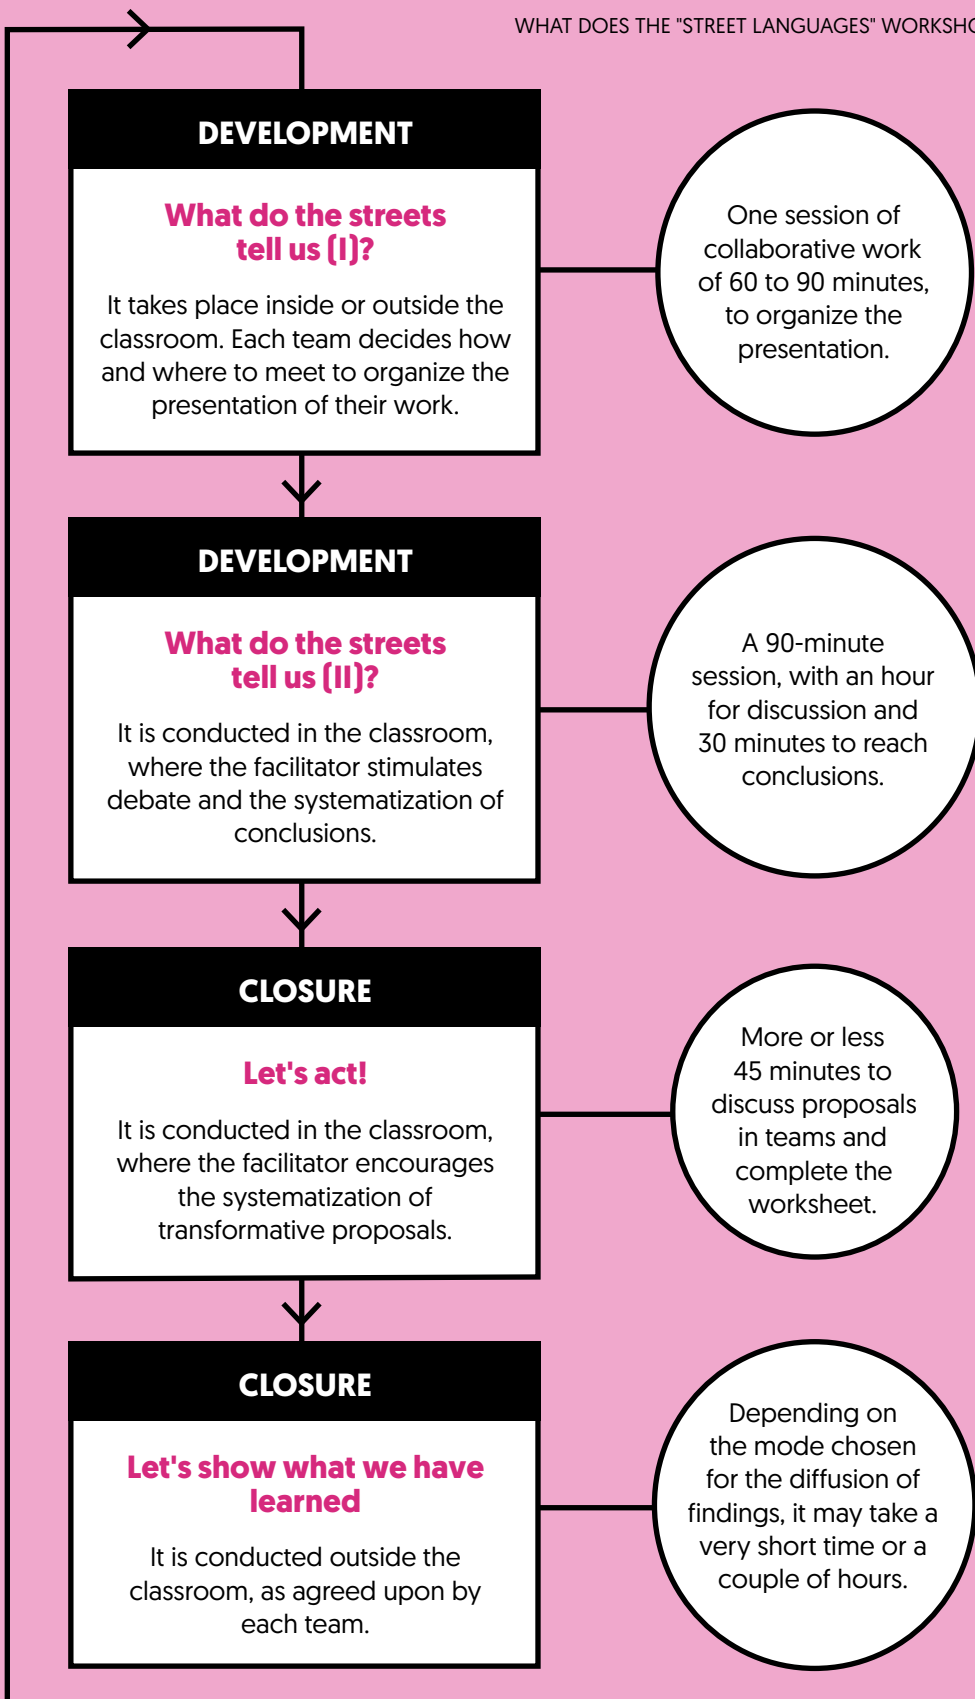 WHAT DOES THE "STREET LANGUAGES"
DEVELOPMENT
What do the streets
tell us (I)?
It takes place inside or outside the
classroom. Each team decides how
and where to meet to organize the
presentation of their work.
One session of
collaborative work
of 60 to 90 minutes,
to organize the
presentation.
DEVELOPMENT
What do the streets
tell us (II)?
It is conducted in the classroom,
where the facilitator stimulates
debate and the systematization of
conclusions.
A 90-minute
session, with an hour
for discussion and
30 minutes to reach
conclusions.
CLOSURE
Let's act!
It is conducted in the classroom,
where the facilitator encourages
the systematization of
transformative proposals.
More or less
45 minutes to
discuss proposals
in teams and
complete the
worksheet.
CLOSURE
Let's show what we have
learned
It is conducted outside the
classroom, as agreed upon by
each team.
Depending on
the mode chosen
for the diffusion of
findings, it may take a
very short time or a
couple of hours.